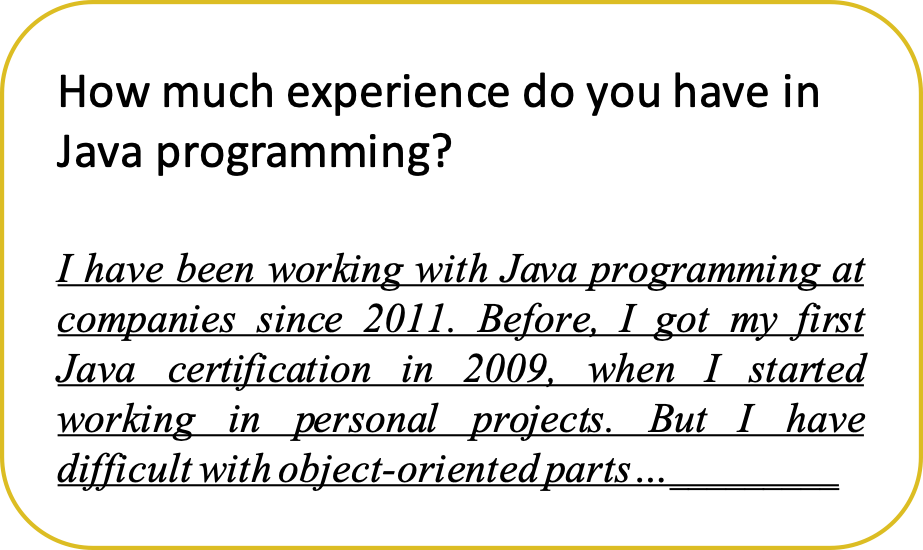 How much experience do you have in
Java programming?
I have been working with Java programming at
companies since 2011. Before, I got my first
Java certification in 2009, when I started
working in personal projects. But I have
difficult with object-oriented parts ...__________